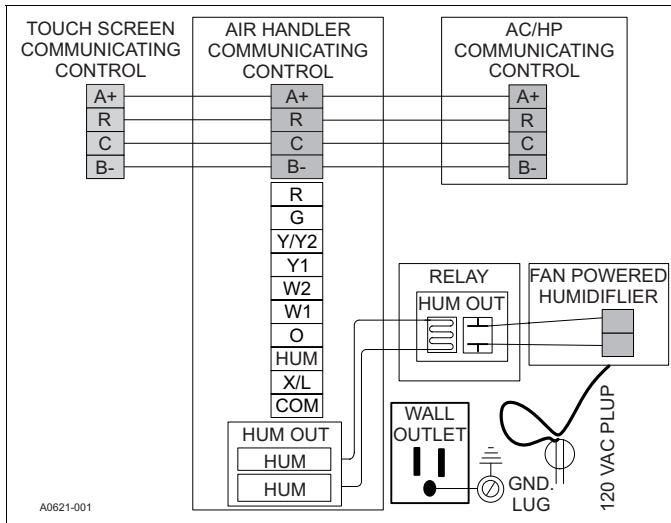 TOUCH SCREEN
COMMUNICATING
CONTROL
A+
R
C
B-
AIR HANDLER
COMMUNICATING
CONTROL
A+
R
C
B-
R
G
Y/Y2
Y1
W2
W1
O
HUM
X/L
COM
HUM OUT
HUM
HUM
AC/HP
COMMUNICATING
CONTROL
A+
R
C
B-
RELAY
HUM OUT
FAN POWERED
HUMIDIFLIER
WALL
OUTLET
GND.
LUG
120 VAC PLUP
A0621-001